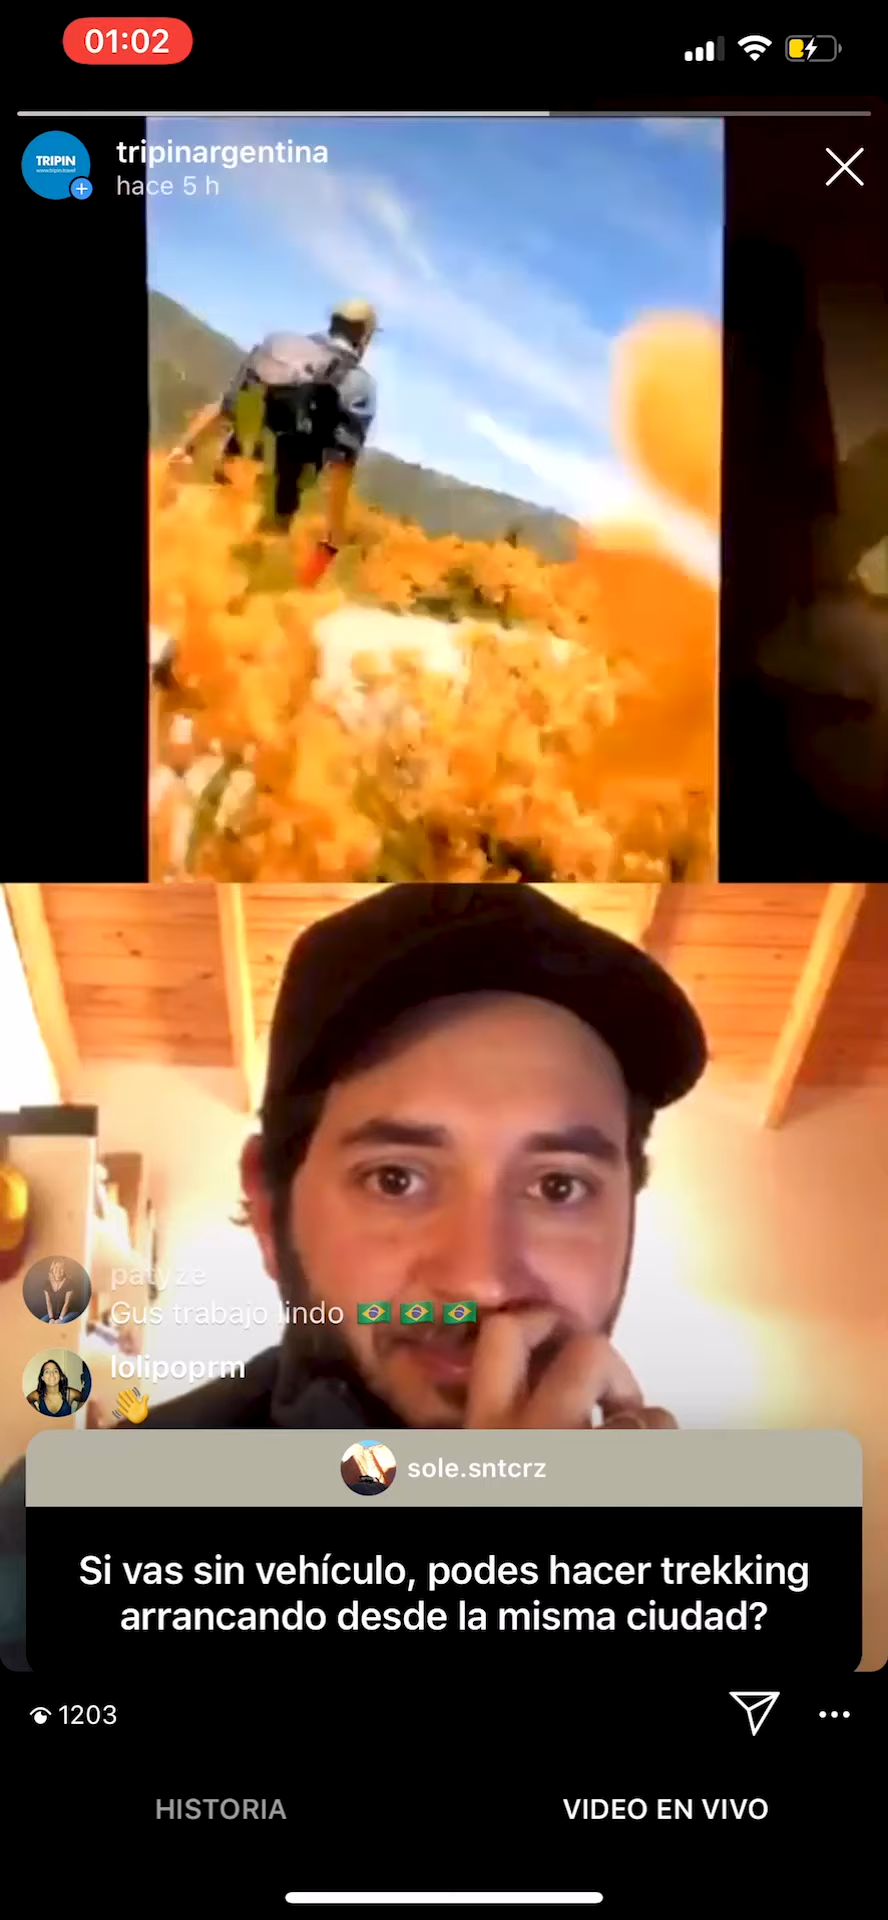 01:02
TRIPIN
tripinargentina
hace 5 h
patyze
Gus trabajo lindo 🇧🇷 🇧🇷 🇧🇷
lolipoprm
👋
sole.sntcrz
Si vas sin vehículo, podes hacer trekking
arrancando desde la misma ciudad?
1203
HISTORIA
VIDEO EN VIVO